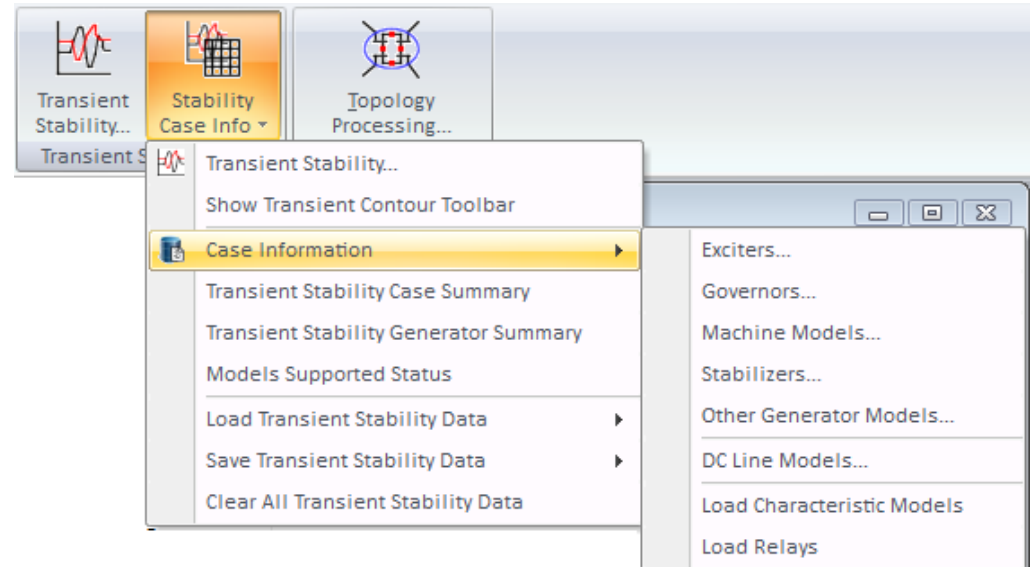 Transient
Stability...
Stability
Case Info
Topology
Processing...
Transient S
Transient Stability...
Show Transient Contour Toolbar
Case Information
Transient Stability Case Summary
Transient Stability Generator Summary
Models Supported Status
Load Transient Stability Data
Save Transient Stability Data
Clear All Transient Stability Data
Exciters...
Governors...
Machine Models...
Stabilizers...
Other Generator Models...
DC Line Models...
Load Characteristic Models
Load Relays